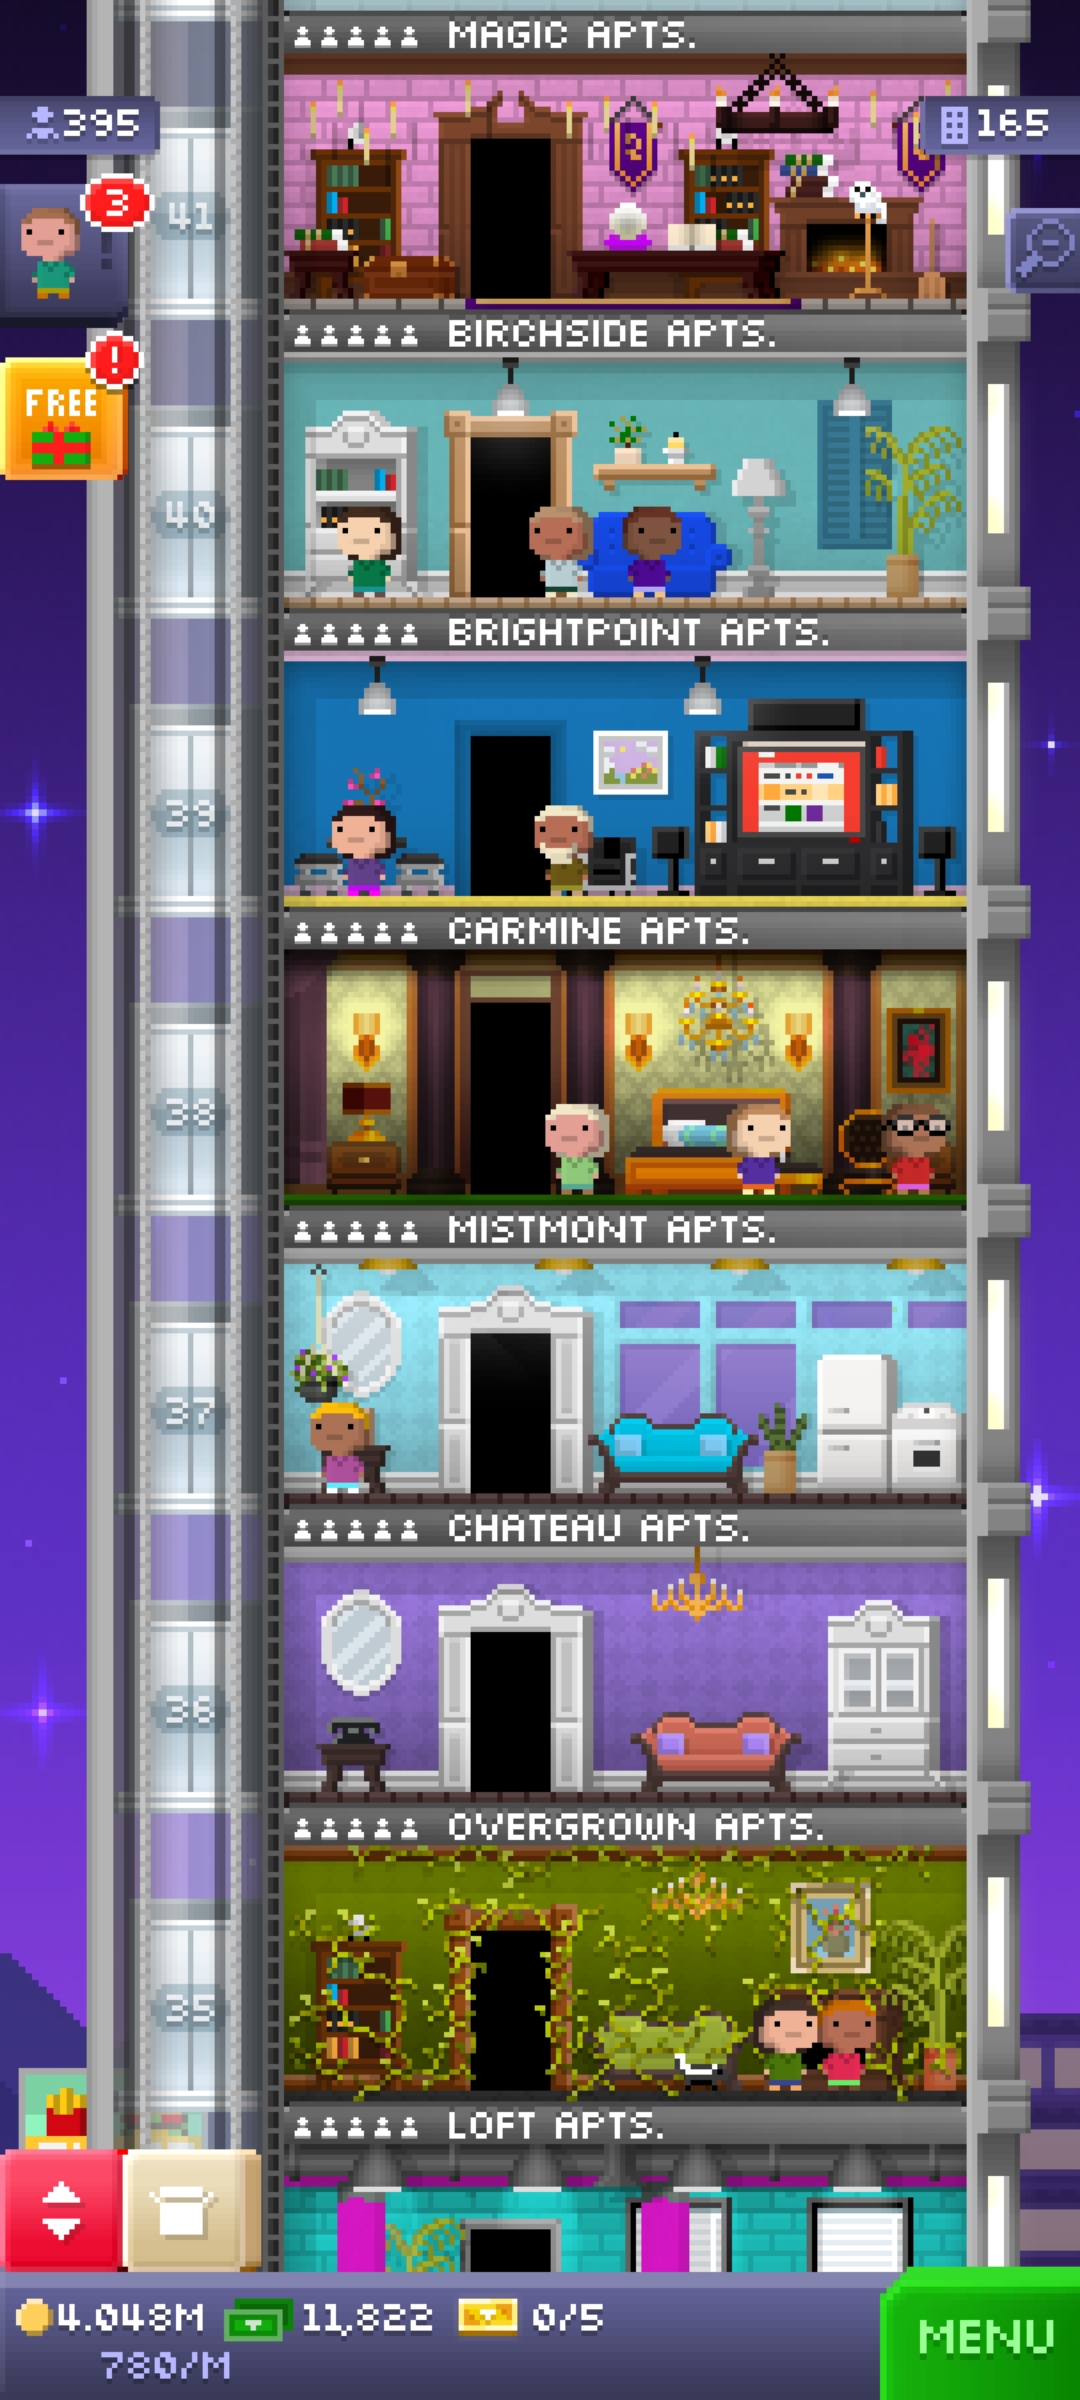 MAGIC APTS.
395
165
3
41
BIRCHSIDE APTS.
!
FREE
40
BRIGHTPOINT APTS.
39
CARMINE APTS.
38
MISTMONT APTS.
37
CHATEAU APTS.
36
OVERGROWN APTS.
35
LOFT APTS.
4.048M 11,822 0/5
780/M
MENU